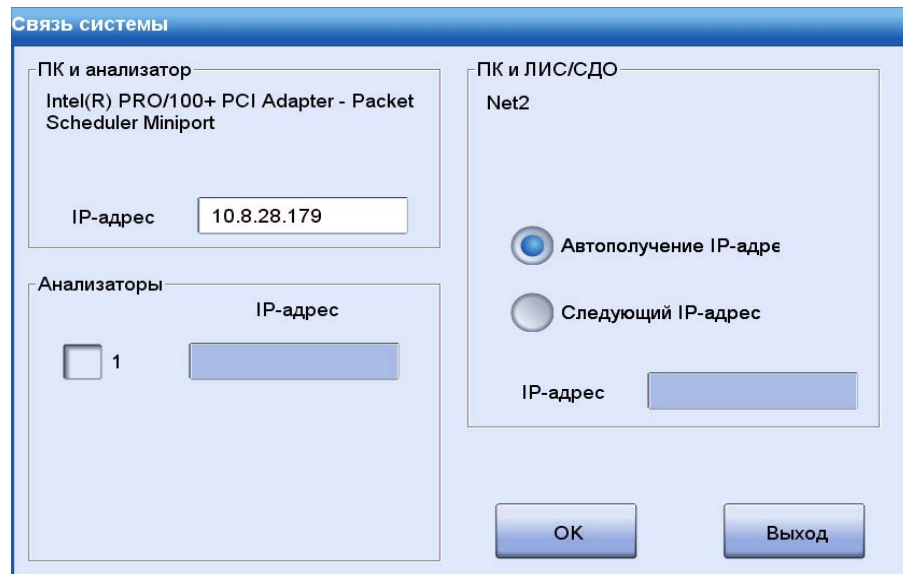 Связь системы
ПК и анализатор
Intel(R) PRO/100+ PCI Adapter - Packet
Scheduler Miniport
IP-адрес 10.8.28.179
Анализаторы
IP-адрес
1
ПК и ЛИС/СДО
Net2
Автополучение IP-адре
Следующий IP-адрес
IP-адрес
OK
Выход